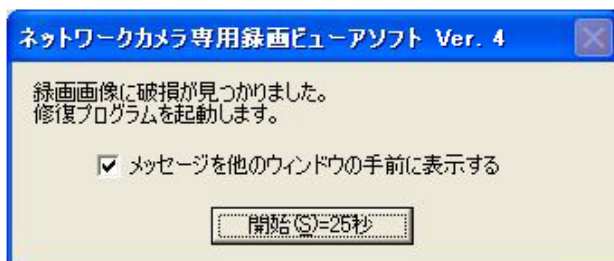 ネットワークカメラ専用録画ビューアソフト Ver. 4
録画画像に破損が見つかりました。
修復プログラムを起動します。
メッセージを他のウィンドウの手前に表示する
開始(S)=25秒